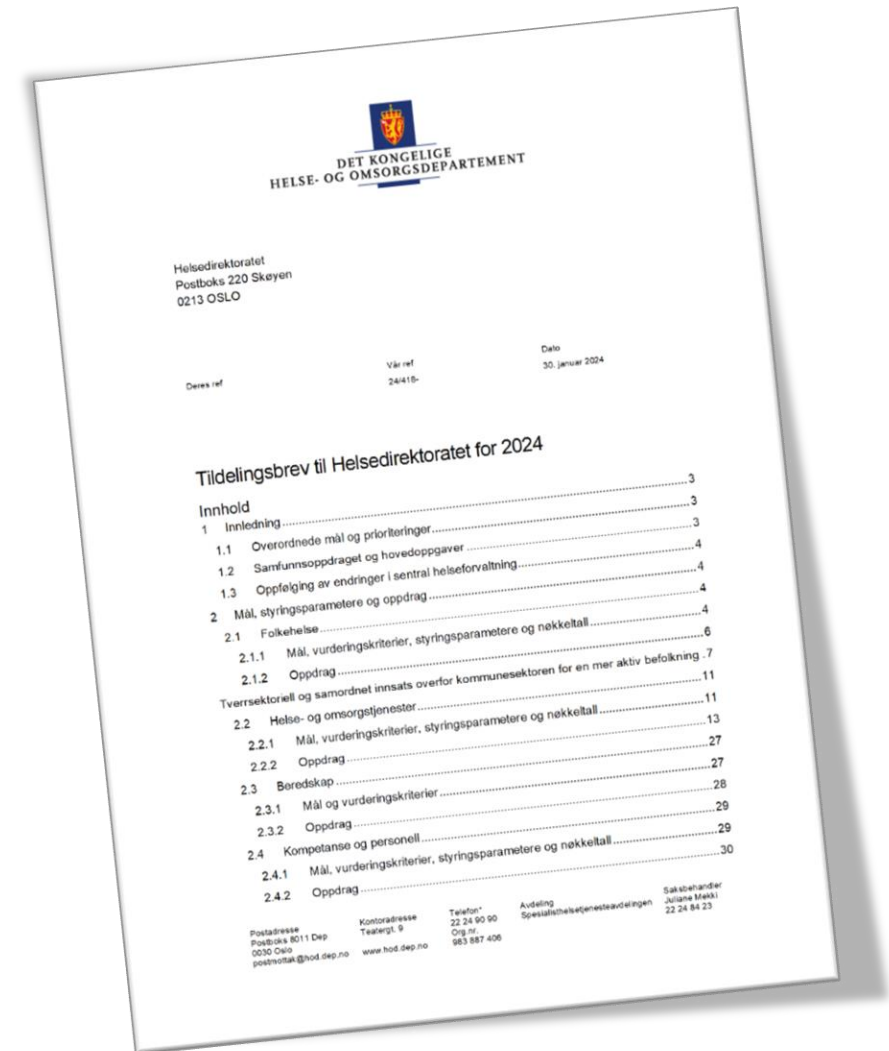 DET KONGELIGE
HELSE- OG OMSORGSDEPARTEMENT
Helsedirektoratet
Postboks 220 Skøyen
0213 OSLO
Deres ref
Vår ref
24/418-
Dato
30. januar 2024
Tildelingsbrev til Helsedirektoratet for 2024
Innhold
1 Innledning 3
1.1 Overordnede mål og prioriteringer 3
1.2 Samfunnsoppdraget og hovedoppgaver 3
1.3 Oppfølging av endringer i sentral helseforvaltning 4
2 Mål, styringsparametere og oppdrag 4
2.1 Folkehelse 4
2.1.1 Mål, vurderingskriterier, styringsparametere og nøkkeltall 4
2.1.2 Oppdrag 6
Tverrsektoriell og samordnet innsats overfor kommunesektoren for en mer aktiv befolkning . 7
2.2 Helse- og omsorgstjenester 11
2.2.1 Mål, vurderingskriterier, styringsparametere og nøkkeltall 11
2.2.2 Oppdrag 13
2.3 Beredskap 27
2.3.1 Mål og vurderingskriterier 27
2.3.2 Oppdrag 28
2.4 Kompetanse og personell 29
2.4.1 Mål, vurderingskriterier, styringsparametere og nøkkeltall 29
2.4.2 Oppdrag 30
Postadresse
Postboks 8011 Dep
0030 Oslo
postmottak@hod.dep.no
Kontoradresse
Teatergt. 9
www.hod.dep.no
Telefon*
22 24 90 90
Org.nr.
983 887 406
Avdeling
Spesialisthelsetjenesteavdelingen
Saksbehandler
Juliane Mekki
22 24 84 23